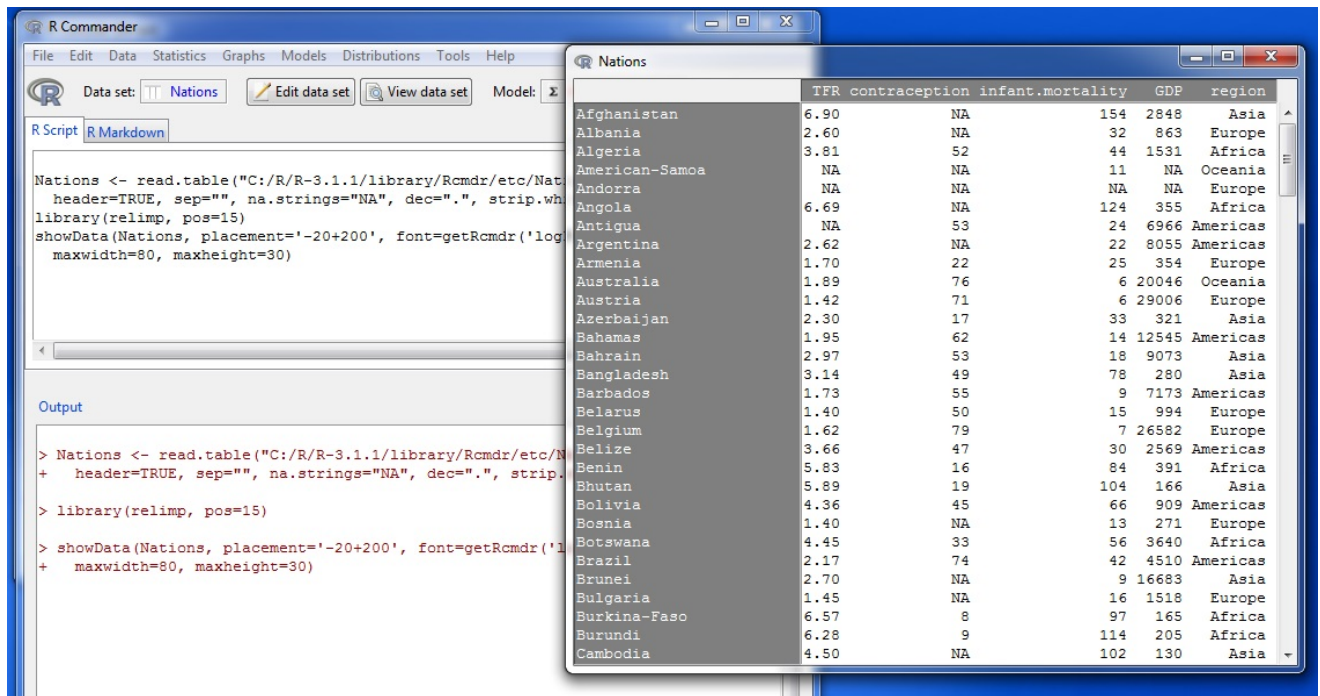 R Commander
File Edit Data Statistics Graphs Models Distributions Tools Help
Data set: Nations Edit data set View data set Model: Σ
R Script R Markdown
Nations <- read.table("C:/R/R-3.1.1/library/Rcmdr/etc/Nat
header=TRUE, sep="", na.strings="NA", dec=".", strip.wh
library(relimp, pos=15)
showData(Nations, placement='-20+200', font=getRcmdr('log
maxwidth=80, maxheight=30)
Output
> Nations <- read.table("C:/R/R-3.1.1/library/Rcmdr/etc/N
+ header=TRUE, sep="", na.strings="NA", dec=".", strip.
> library(relimp, pos=15)
> showData(Nations, placement='-20+200', font=getRcmdr('l
+ maxwidth=80, maxheight=30)
Nations
TFR contraception infant.mortality GDP region
Afghanistan 6.90 NA 154 2848 Asia
Albania 2.60 NA 32 863 Europe
Algeria 3.81 52 44 1531 Africa
American-Samoa NA NA 11 NA Oceania
Andorra NA NA NA NA Europe
Angola 6.69 NA 124 355 Africa
Antigua NA 53 24 6966 Americas
Argentina 2.62 NA 22 8055 Americas
Armenia 1.70 22 25 354 Europe
Australia 1.89 76 6 20046 Oceania
Austria 1.42 71 6 29006 Europe
Azerbaijan 2.30 17 33 321 Asia
Bahamas 1.95 62 14 12545 Americas
Bahrain 2.97 53 18 9073 Asia
Bangladesh 3.14 49 78 280 Asia
Barbados 1.73 55 9 7173 Americas
Belarus 1.40 50 15 994 Europe
Belgium 1.62 79 7 26582 Europe
Belize 3.66 47 30 2569 Americas
Benin 5.83 16 84 391 Africa
Bhutan 5.89 19 104 166 Asia
Bolivia 4.36 45 66 909 Americas
Bosnia 1.40 NA 13 271 Europe
Botswana 4.45 33 56 3640 Africa
Brazil 2.17 74 42 4510 Americas
Brunei 2.70 NA 9 16683 Asia
Bulgaria 1.45 NA 16 1518 Europe
Burkina-Faso 6.57 8 97 165 Africa
Burundi 6.28 9 114 205 Africa
Cambodia 4.50 NA 102 130 Asia